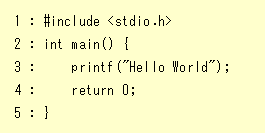 1 : #include <stdio.h>
2 : int main() {
3 :     printf("Hello World");
4 :     return 0;
5 : }